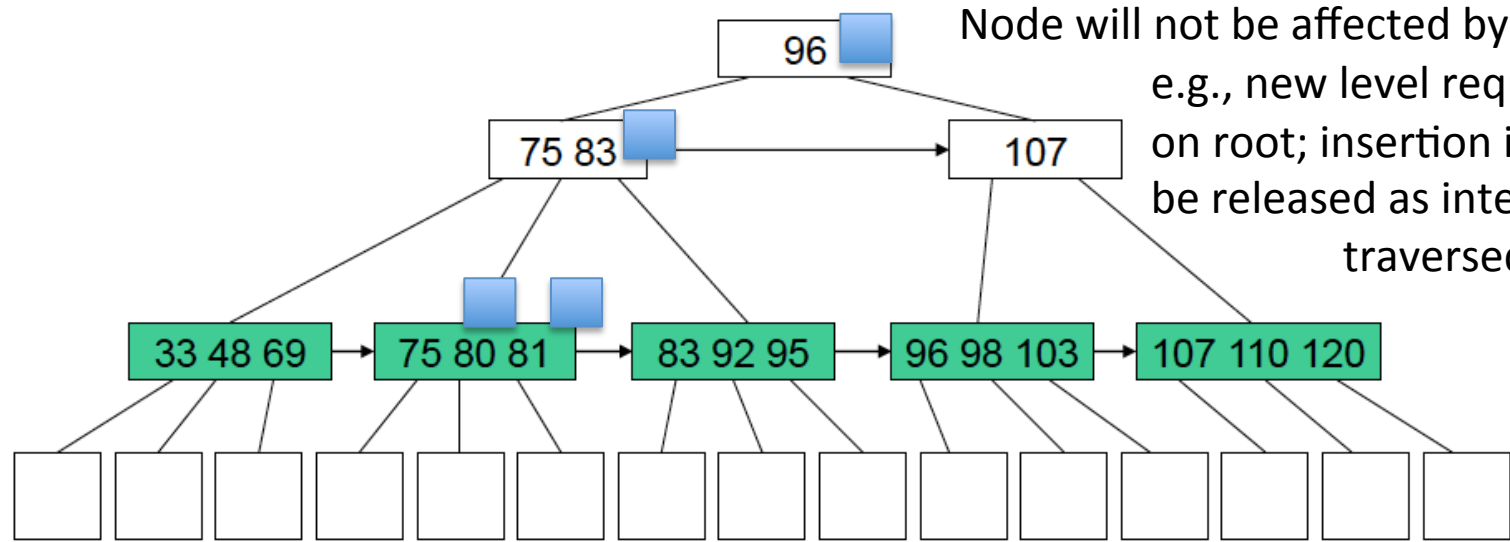 96
Node will not be affected by
e.g., new level req
on root; insertion i
be released as inte
traversed
75 83
107
33 48 69
75 80 81
83 92 95
96 98 103
107 110 120